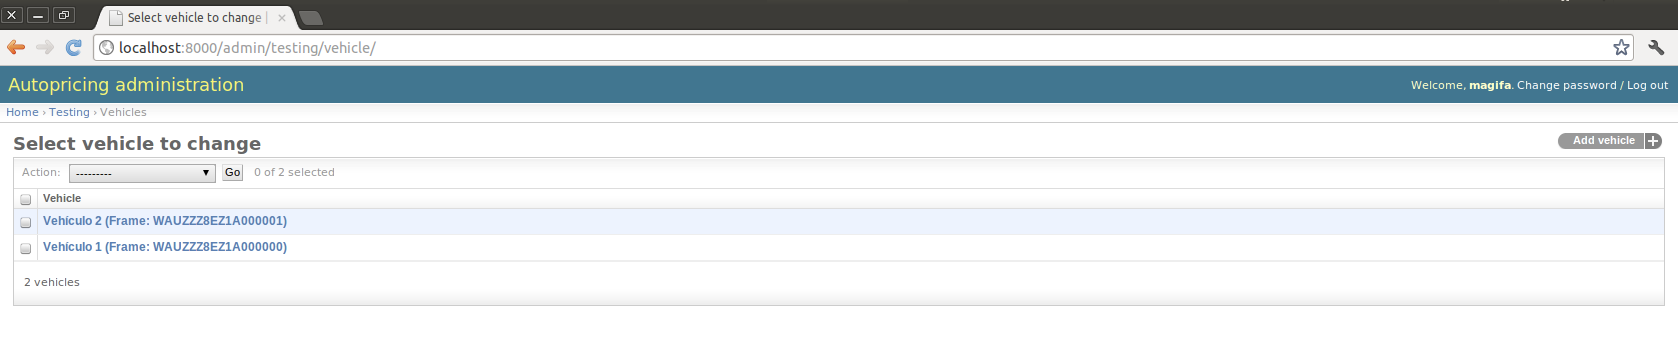 Select vehicle to change |
localhost:8000/admin/testing/vehicle/
Autopricing administration
Welcome, magifa. Change password / Log out
Home › Testing › Vehicles
Select vehicle to change
Add vehicle +
Action: --------- Go 0 of 2 selected
Vehicle
Vehículo 2 (Frame: WAUZZZ8EZ1A000001)
Vehículo 1 (Frame: WAUZZZ8EZ1A000000)
2 vehicles